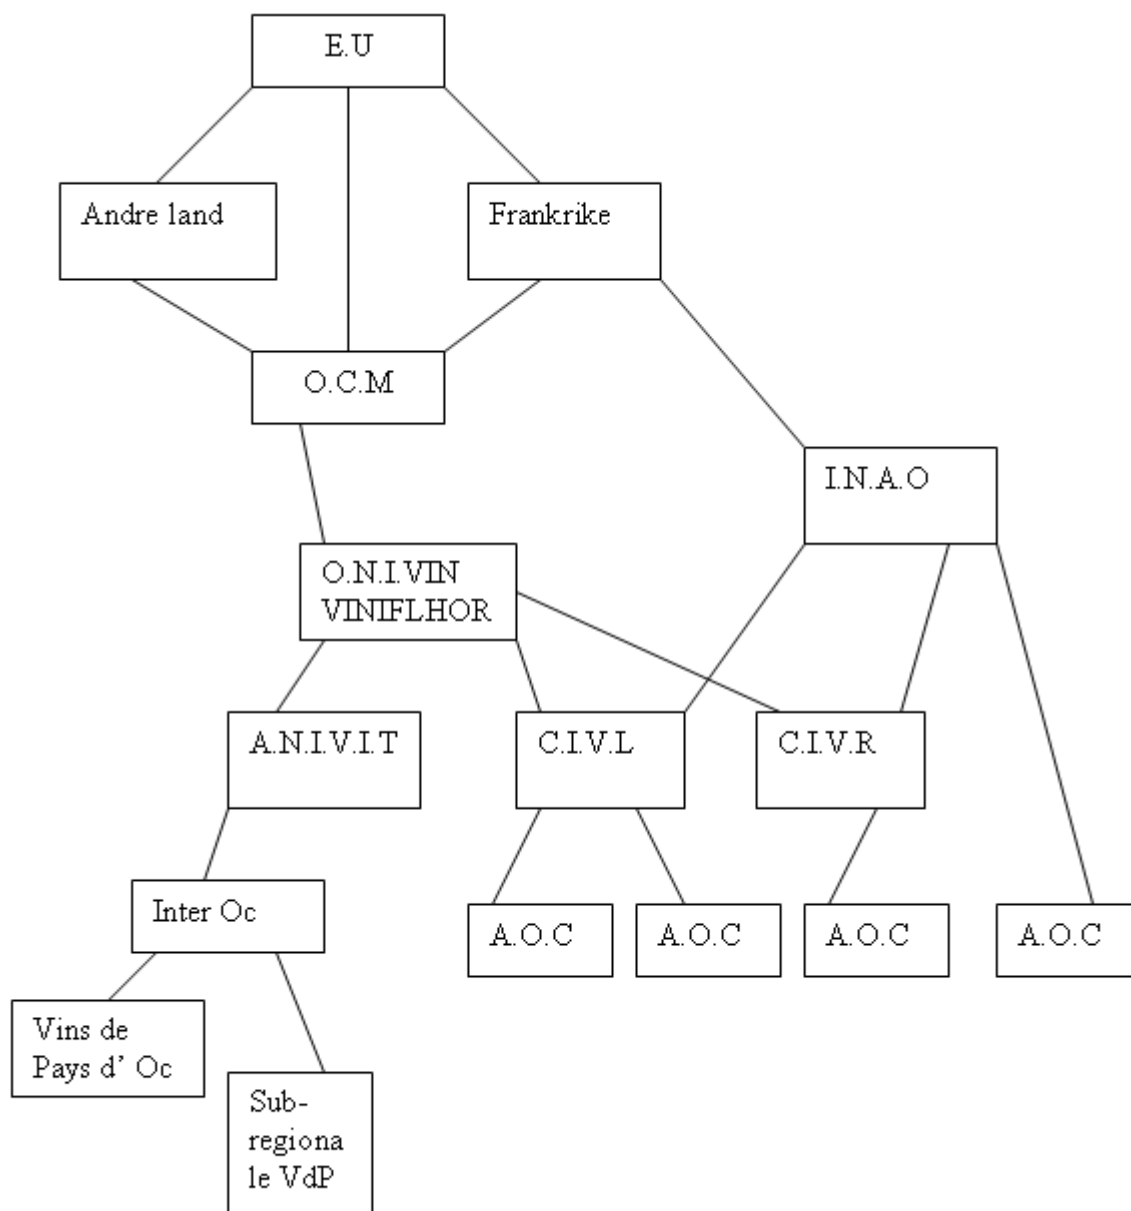 E.U
Andre land
Frankrike
O.C.M
I.N.A.O
O.N.I.VIN
VINIFLHOR
A.N.I.V.I.T
C.I.V.L
C.I.V.R
Inter Oc
A.O.C
A.O.C
A.O.C
A.O.C
Vins de
Pays d’ Oc
Sub-
regiona
le VdP